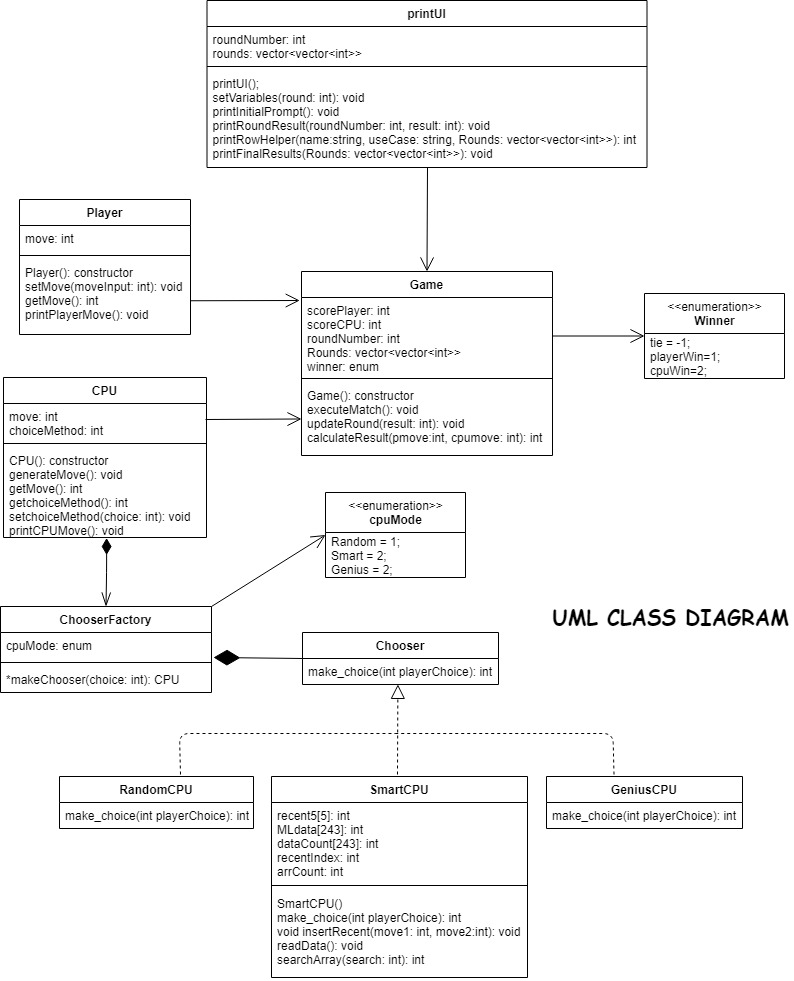 printUI
roundNumber: int
rounds: vector<vector<int>>
printUI();
setVariables(round: int): void
printInitialPrompt(): void
printRoundResult(roundNumber: int, result: int): void
printRowHelper(name:string, useCase: string, Rounds: vector<vector<int>>): int
printFinalResults(Rounds: vector<vector<int>>): void
Player
move: int
Player(): constructor
setMove(moveInput: int): void
getMove(): int
printPlayerMove(): void
Game
scorePlayer: int
scoreCPU: int
roundNumber: int
Rounds: vector<vector<int>>
winner: enum
Game(): constructor
executeMatch(): void
updateRound(result: int): void
calculateResult(pmove:int, cpumove: int): int
<<enumeration>>
Winner
tie = -1;
playerWin=1;
cpuWin=2;
CPU
move: int
choiceMethod: int
CPU(): constructor
generateMove(): void
getMove(): int
getchoiceMethod(): int
setchoiceMethod(choice: int): void
printCPUMove(): void
<<enumeration>>
cpuMode
Random = 1;
Smart = 2;
Genius = 2;
ChooserFactory
cpuMode: enum
*makeChooser(choice: int): CPU
UML CLASS DIAGRAM
Chooser
make_choice(int playerChoice): int
RandomCPU
make_choice(int playerChoice): int
SmartCPU
recent5[5]: int
MLdata[243]: int
dataCount[243]: int
recentIndex: int
arrCount: int
SmartCPU()
make_choice(int playerChoice): int
void insertRecent(move1: int, move2:int): void
readData(): void
searchArray(search: int): int
GeniusCPU
make_choice(int playerChoice): int